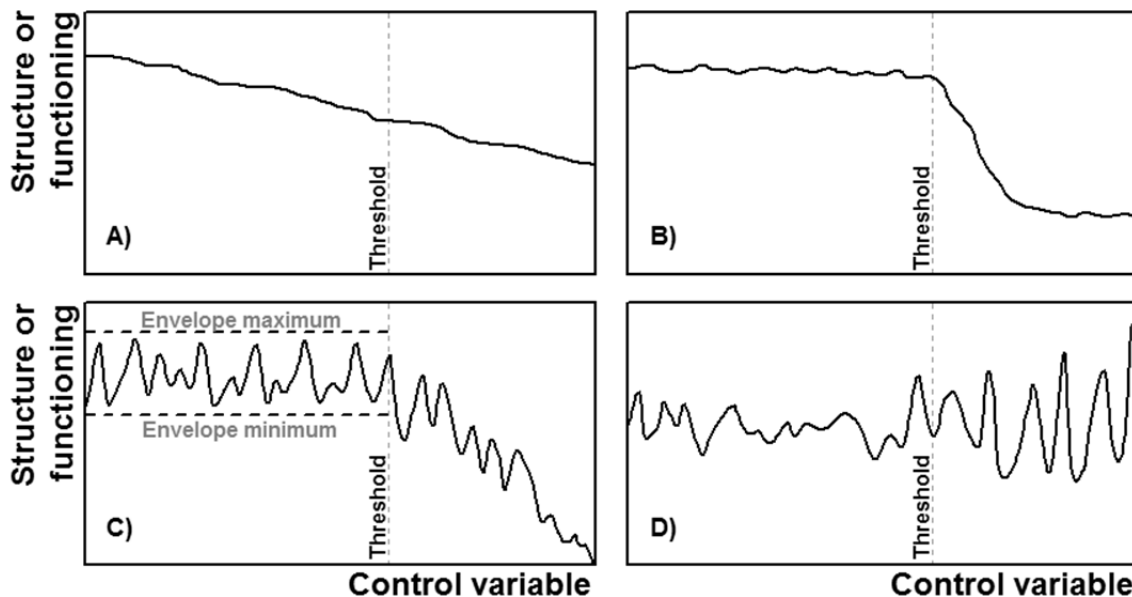 Structure or
functioning
Threshold
A)
Threshold
B)
Structure or
functioning
Envelope maximum
Envelope minimum
Threshold
C)
Threshold
D)
Control variable
Control variable